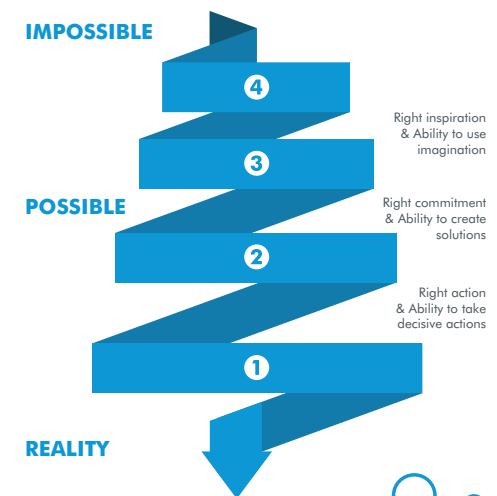 IMPOSSIBLE
4
Right inspiration
& Ability to use
imagination
3
POSSIBLE
Right commitment
& Ability to create
solutions
2
Right action
& Ability to take
decisive actions
1
REALITY